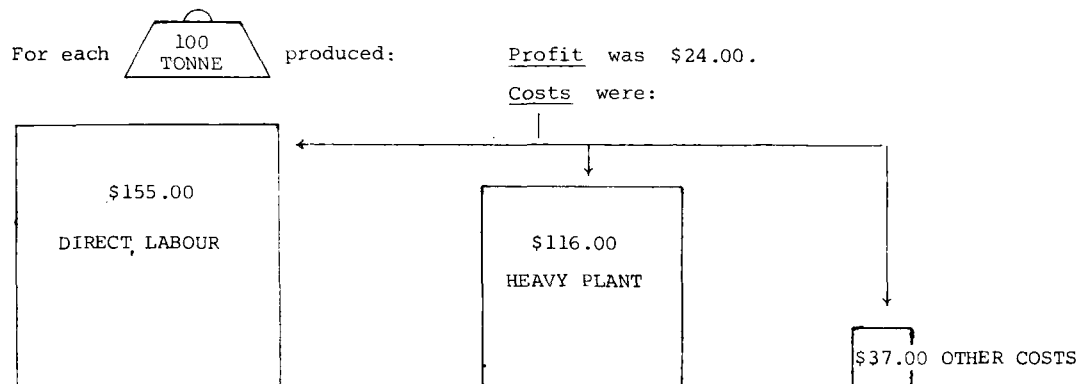 For each 100 TONNE produced: Profit was $24.00.
Costs were:
$155.00
DIRECT LABOUR
$116.00
HEAVY PLANT
$37.00 OTHER COSTS